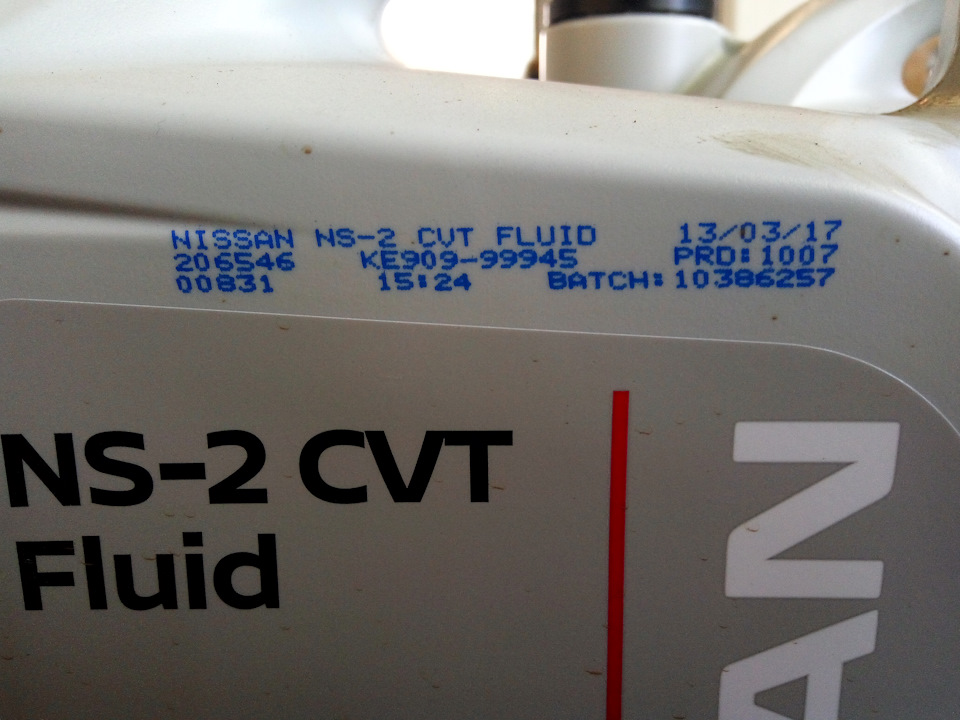 NISSAN NS-2 CVT FLUID 13/03/17
206546 KE909-99945 PRD:1007
00831 15:24 BATCH:10386257
NS-2 CVT
Fluid
AN